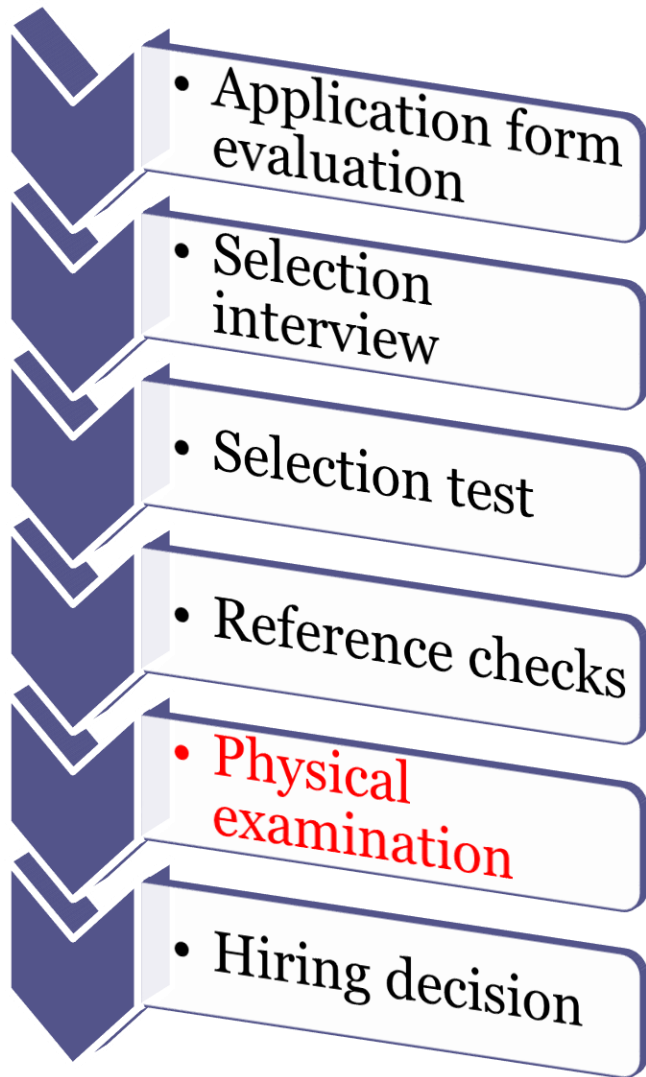 • Application form
evaluation
• Selection
interview
• Selection test
• Reference checks
• Physical
examination
• Hiring decision